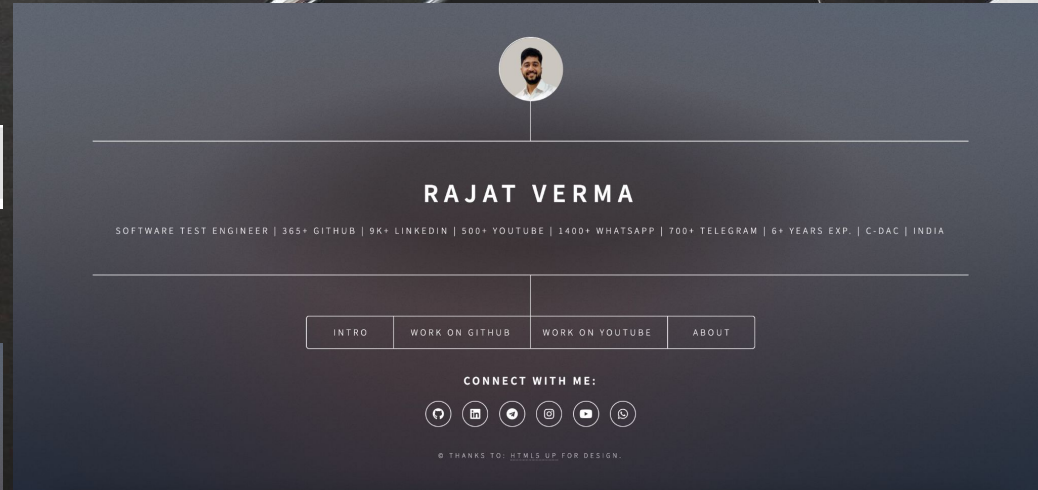 RAJAT VERMA
SOFTWARE TEST ENGINEER | 365+ GITHUB | 9K+ LINKEDIN | 500+ YOUTUBE | 1400+ WHATSAPP | 700+ TELEGRAM | 6+ YEARS EXP. | C-DAC | INDIA
INTRO
WORK ON GITHUB
WORK ON YOUTUBE
ABOUT
CONNECT WITH ME:
© THANKS TO: HTML5 UP FOR DESIGN.